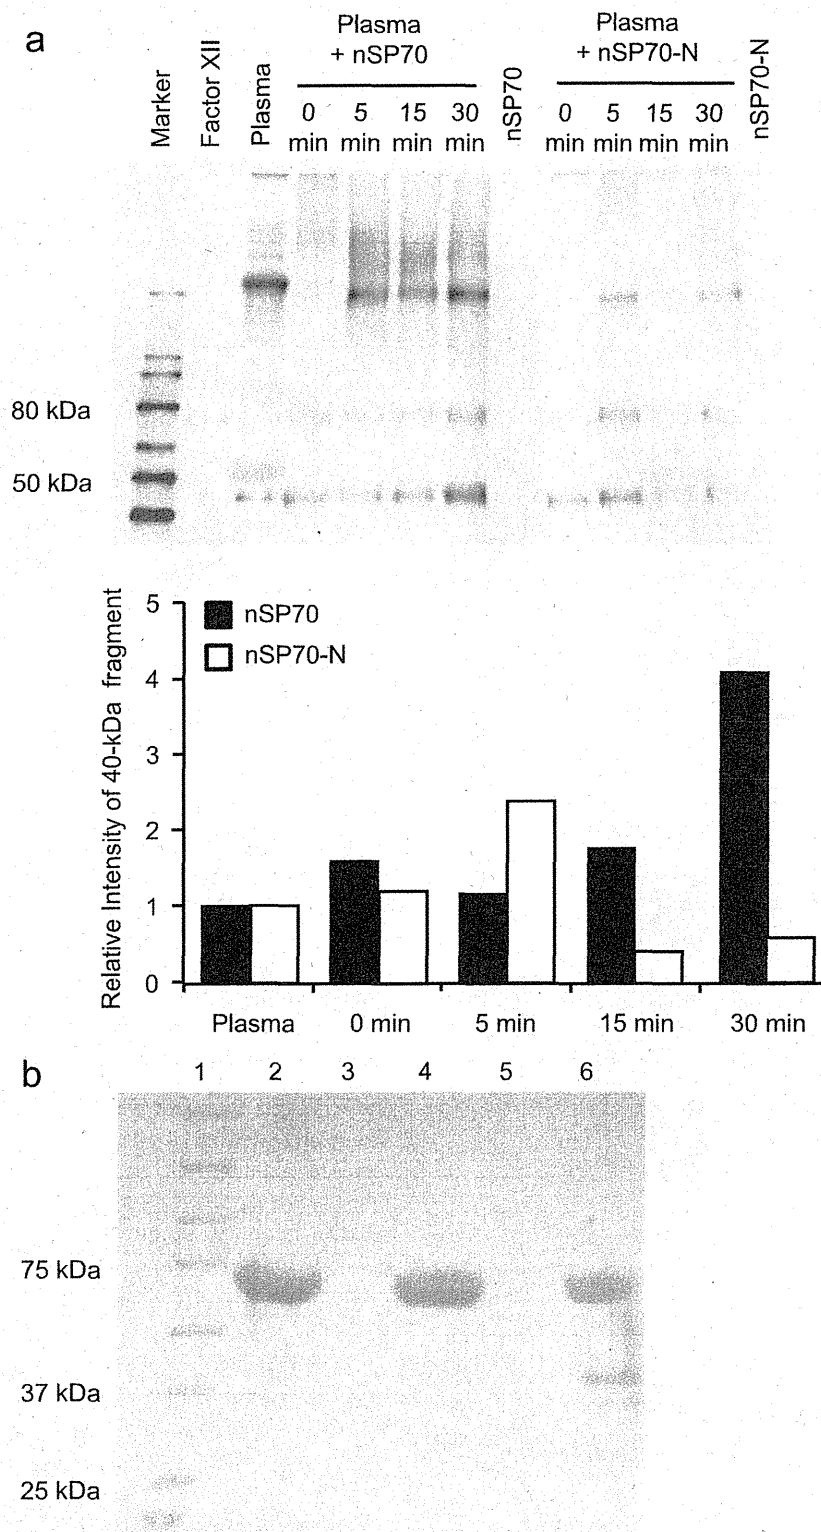 a
Marker
Factor XII
Plasma
Plasma
+ nSP70
0 5 15 30
min min min min
nSP70
Plasma
+ nSP70-N
0 5 15 30
min min min min
nSP70-N
80 kDa
50 kDa
Relative Intensity of 40-kDa fragment
5
4
3
2
1
0
nSP70
nSP70-N
Plasma 0 min 5 min 15 min 30 min
b
1 2 3 4 5 6
75 kDa
37 kDa
25 kDa